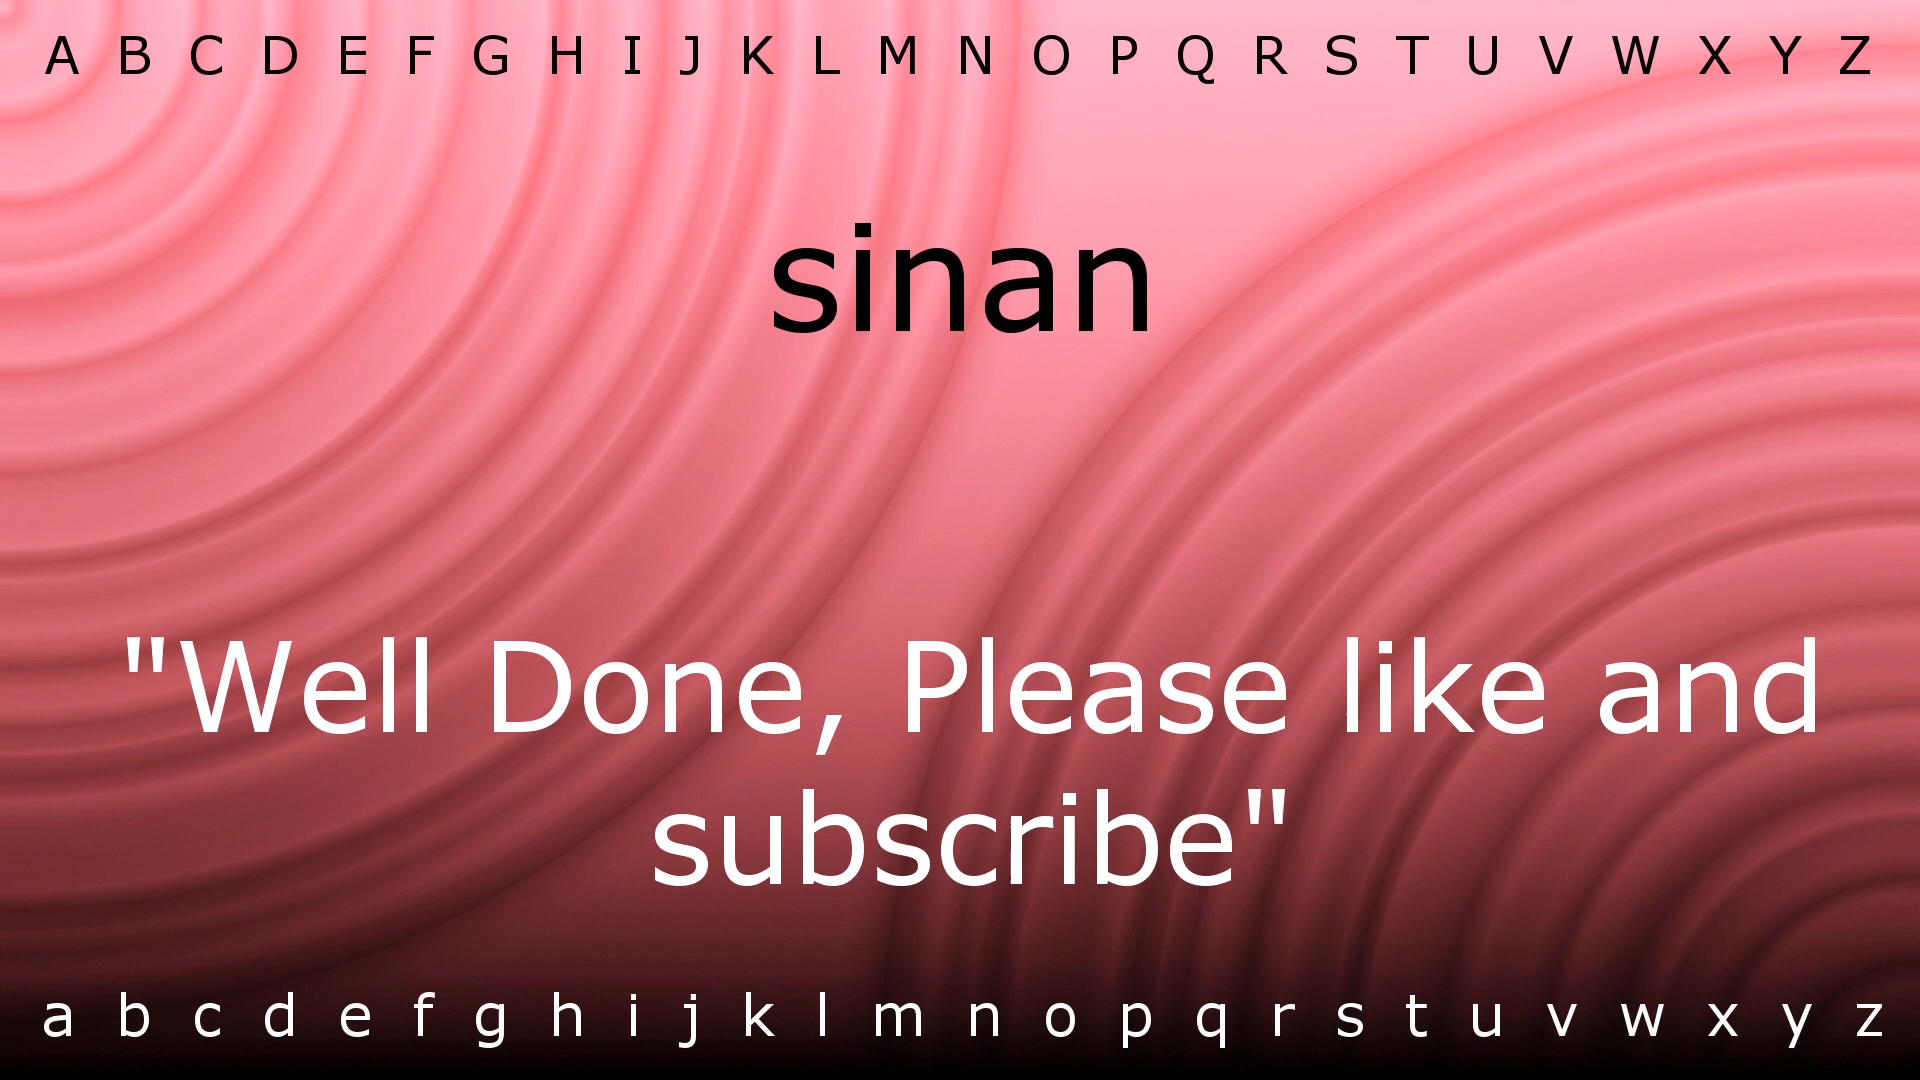 A B C D E F G H I J K L M N O P Q R S T U V W X Y Z
sinan
"Well Done, Please like and
subscribe"
a b c d e f g h i j k l m n o p q r s t u v w x y z